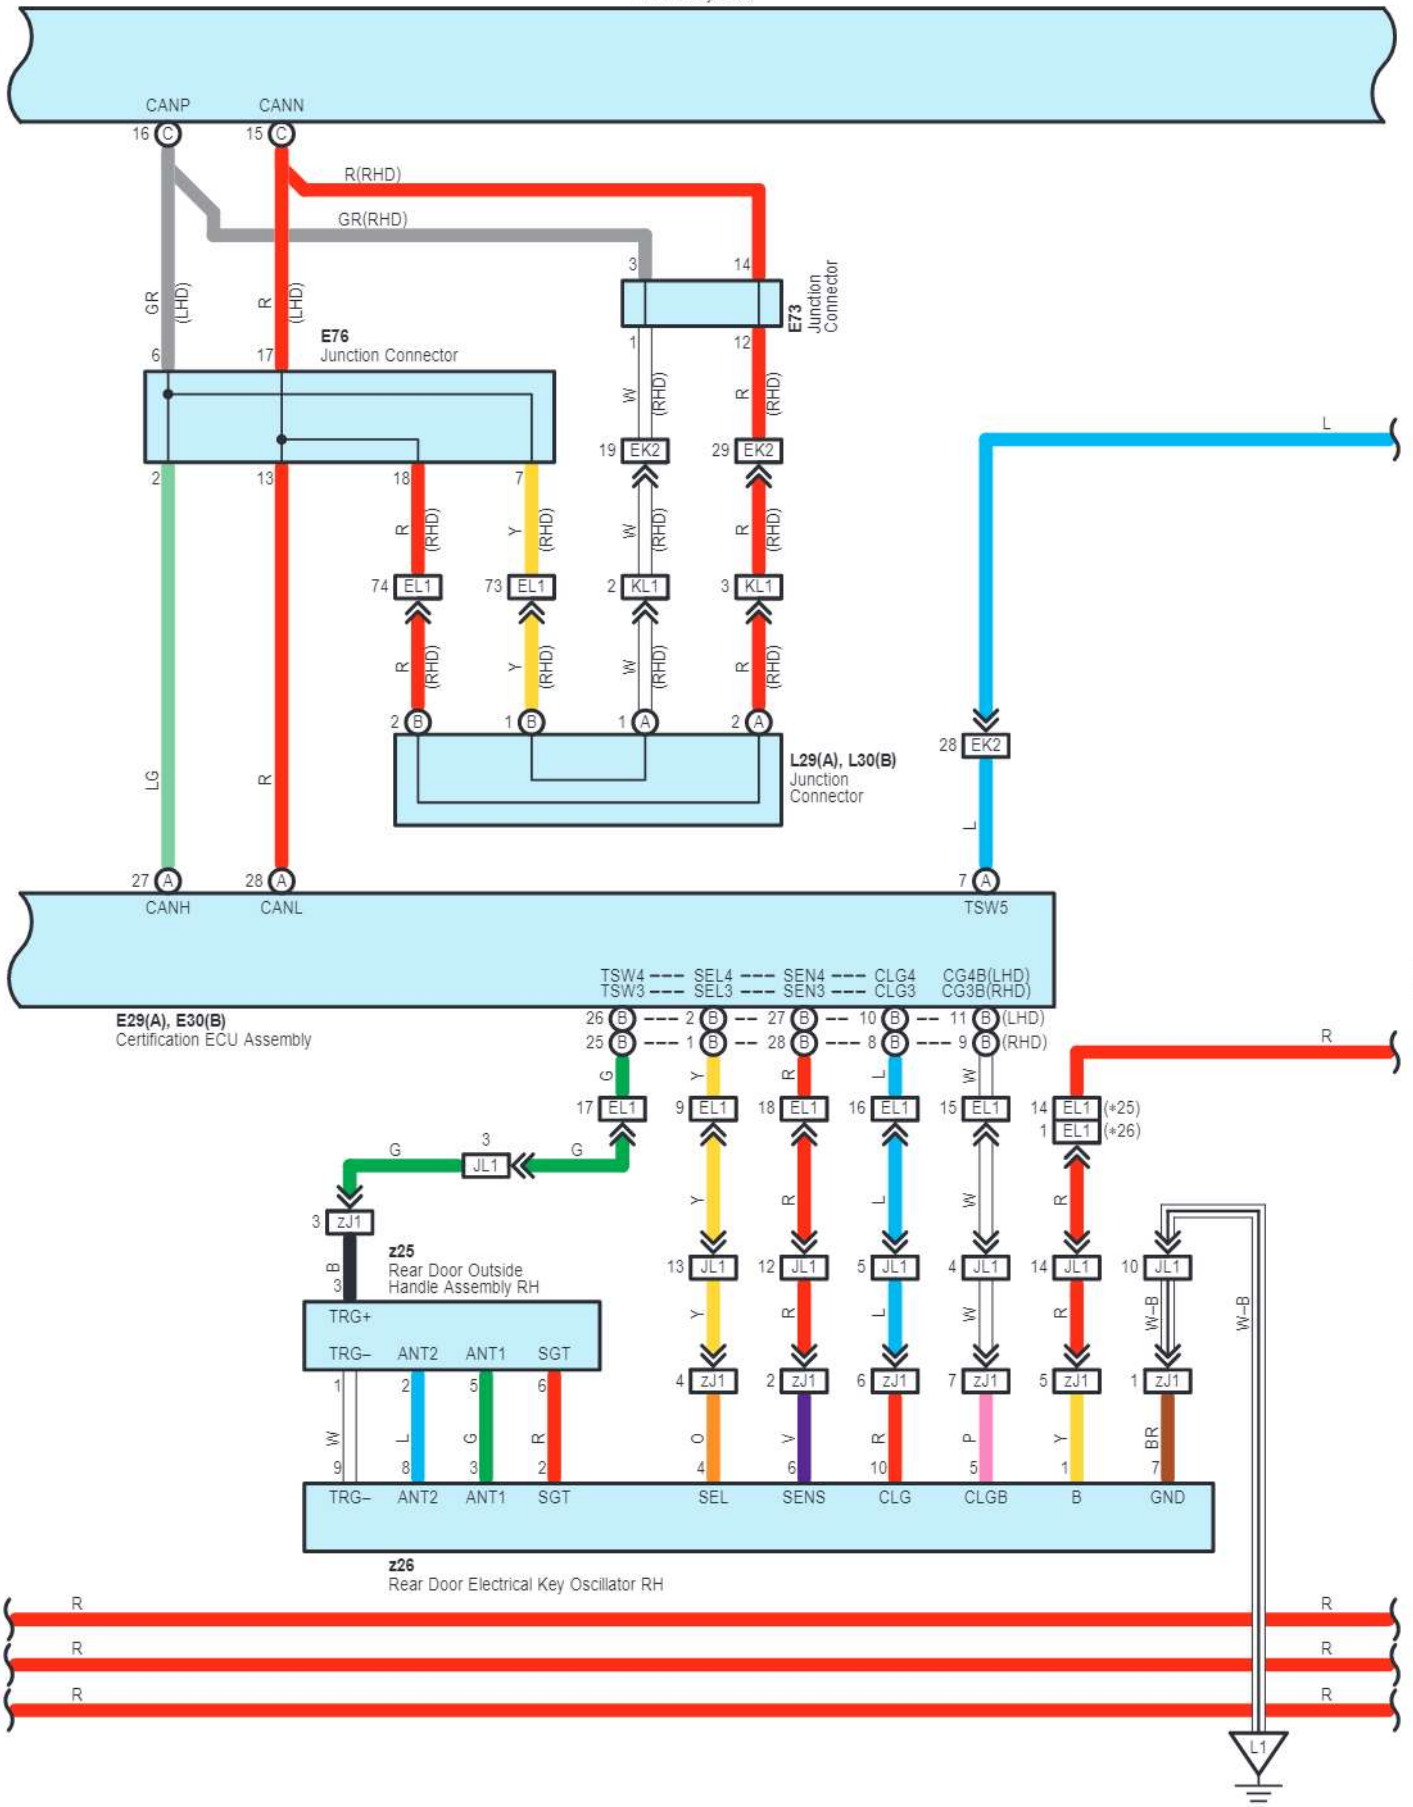 CANP CANN
16 C 15 C
R(RHD)
GR(RHD)
3 14
E73
Junction
Connector
GR
(LHD)
R
(LHD)
E76
Junction Connector
6 17
1 12
W
(RHD)
R
(RHD)
19 EK2 29 EK2
L
2 13 18 7
R
(RHD)
Y
(RHD)
W
(RHD)
R
(RHD)
74 EL1 73 EL1 2 KL1 3 KL1
R
(RHD)
Y
(RHD)
W
(RHD)
R
(RHD)
2 B 1 B 1 A 2 A
28 EK2
L29(A), L30(B)
Junction
Connector
LG R L
27 A 28 A 7 A
CANH CANL TSW5
TSW4 --- SEL4 --- SEN4 --- CLG4 CG4B(LHD)
TSW3 --- SEL3 --- SEN3 --- CLG3 CG3B(RHD)
E29(A), E30(B)
Certification ECU Assembly
26 B --- 2 B -- 27 B --- 10 B -- 11 B (LHD)
25 B --- 1 B -- 28 B --- 8 B -- 9 B (RHD)
R
G Y R L W
17 EL1 9 EL1 18 EL1 16 EL1 15 EL1 14 EL1 (*25)
1 EL1 (*26)
G 3 JL1 G
Y R L W R
3 zJ1
B
3
z25
Rear Door Outside
Handle Assembly RH
13 JL1 12 JL1 5 JL1 4 JL1 14 JL1 10 JL1
TRG+
Y R L W R W-B W-B
TRG- ANT2 ANT1 SGT
1 2 5 6
4 zJ1 2 zJ1 6 zJ1 7 zJ1 5 zJ1 1 zJ1
W L G R O V R P Y BR
9 8 3 2 4 6 10 5 1 7
TRG- ANT2 ANT1 SGT SEL SENS CLG CLGB B GND
z26
Rear Door Electrical Key Oscillator RH
R R
R R
R R
L1